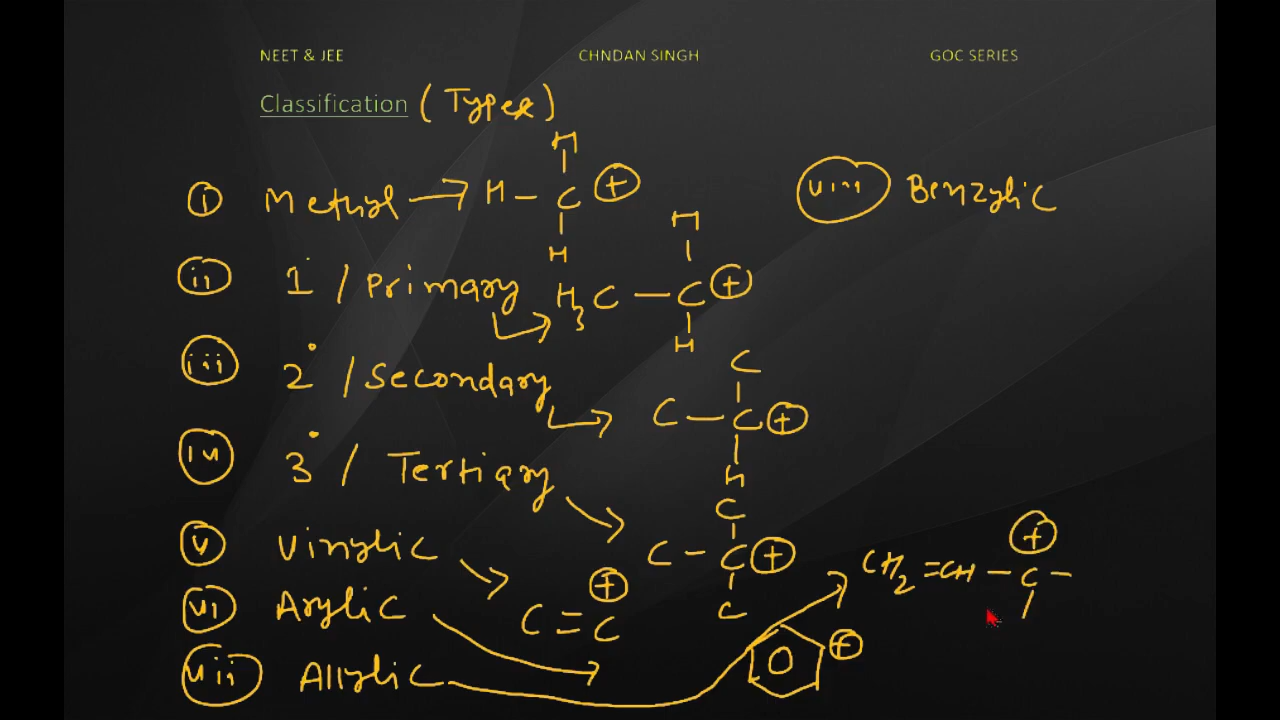 NEET & JEE CHNDAN SINGH GOC SERIES
Classification (Types)
i Methyl → H – C ⊕
H
H
viii Benzylic
ii 1° / Primary H3C — C ⊕
H
H
iii 2° / Secondary C — C ⊕
C
H
iv 3° / Tertiary C – C ⊕
C
C
v Vinylic C = C ⊕
vi Arylic ⊕
vii Allylic CH2 = CH – C – ⊕